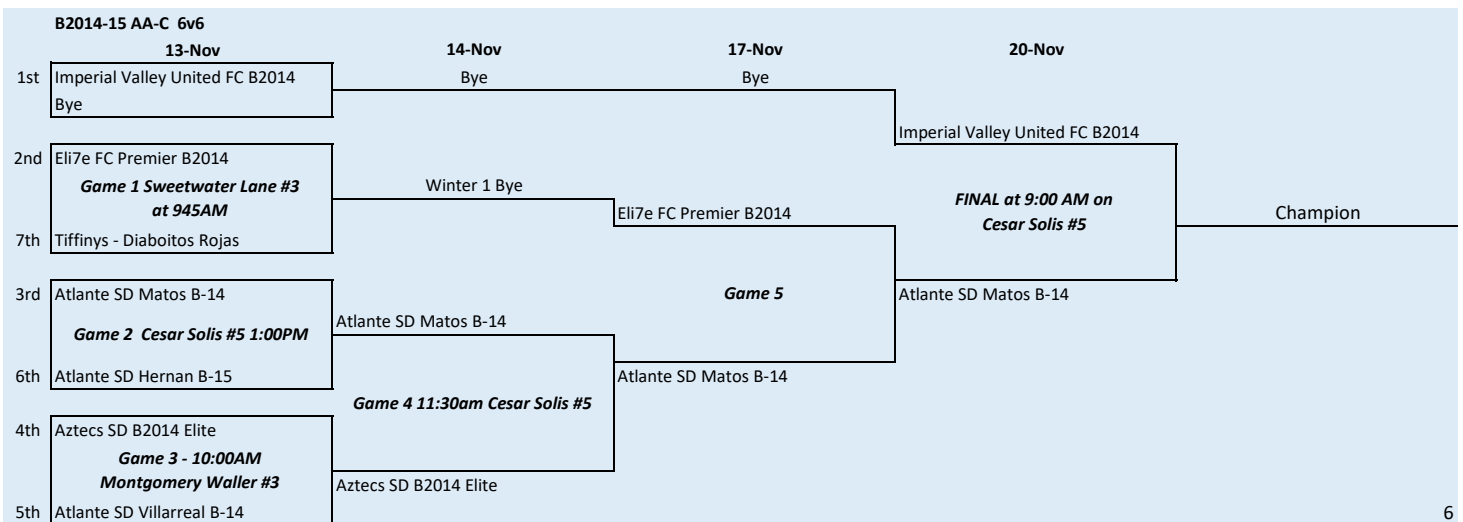 B2014-15 AA-C 6v6
13-Nov 14-Nov 17-Nov 20-Nov
1st Imperial Valley United FC B2014 Bye Bye
Bye
Imperial Valley United FC B2014
2nd Eli7e FC Premier B2014
Game 1 Sweetwater Lane #3
at 945AM
Winter 1 Bye
FINAL at 9:00 AM on
Cesar Solis #5
Eli7e FC Premier B2014
Champion
7th Tiffinys - Diaboitos Rojas
3rd Atlante SD Matos B-14
Game 5
Atlante SD Matos B-14
Game 2 Cesar Solis #5 1:00PM
Atlante SD Matos B-14
6th Atlante SD Hernan B-15
Atlante SD Matos B-14
Game 4 11:30am Cesar Solis #5
4th Aztecs SD B2014 Elite
Game 3 - 10:00AM
Montgomery Waller #3
Aztecs SD B2014 Elite
5th Atlante SD Villarreal B-14
6